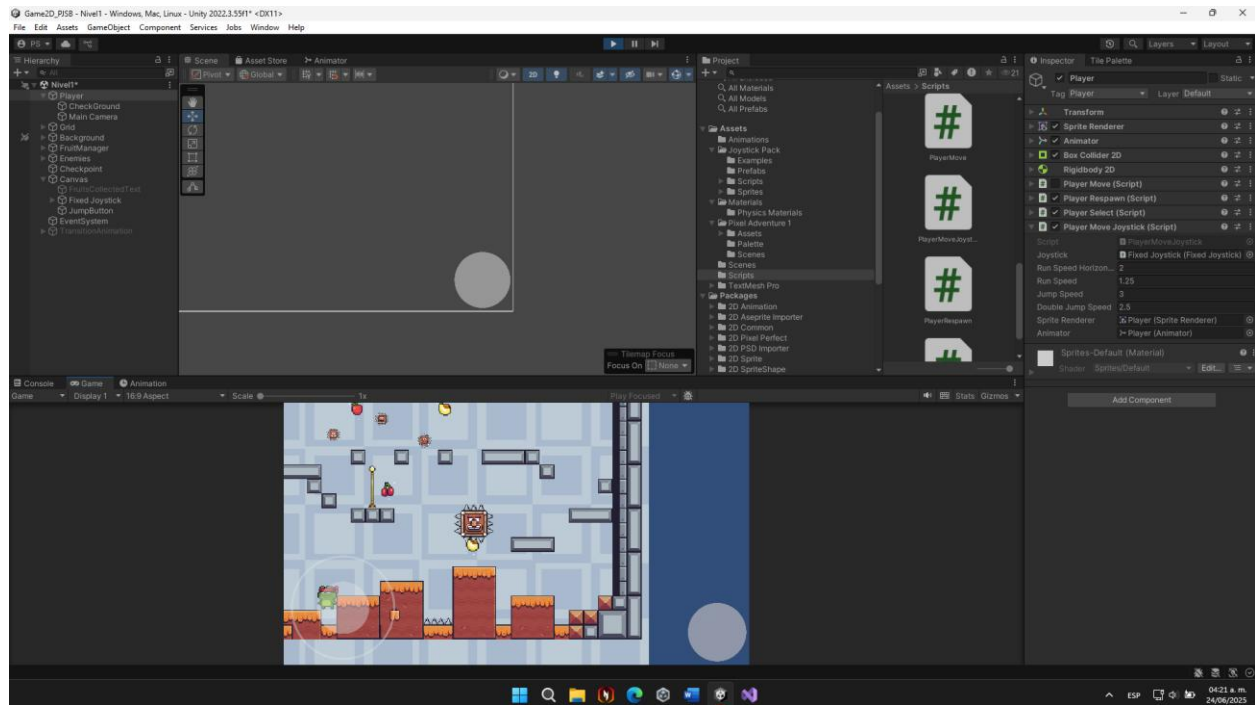 Game2D_PJSB - Nivel1 - Windows, Mac, Linux - Unity 2022.3.55f1* <DX11>
File Edit Assets GameObject Component Services Jobs Window Help
PS
Layers Layout
Hierarchy
All
Nivel1*
Player
CheckGround
Main Camera
Grid
Background
FruitManager
Enemies
Checkpoint
Canvas
FruitsCollectedText
Fixed Joystick
JumpButton
EventSystem
TransitionAnimation
Scene Asset Store Animator
Pivot Global
2D
Tilemap Focus
Focus On None
Project
21
All Materials
All Models
All Prefabs
Assets
Animations
Joystick Pack
Examples
Prefabs
Scripts
Sprites
Materials
Physics Materials
Pixel Adventure 1
Assets
Palette
Scenes
Scenes
Scripts
TextMesh Pro
Packages
2D Animation
2D Aseprite Importer
2D Common
2D Pixel Perfect
2D PSD Importer
2D Sprite
2D SpriteShape
Assets > Scripts
#
PlayerMove
#
PlayerMoveJoyst...
#
PlayerRespawn
Inspector Tile Palette
Player Static
Tag Player Layer Default
Transform
Sprite Renderer
Animator
Box Collider 2D
Rigidbody 2D
Player Move (Script)
Player Respawn (Script)
Player Select (Script)
Player Move Joystick (Script)
Script PlayerMoveJoystick
Joystick Fixed Joystick (Fixed Joystick)
Run Speed Horizon... 2
Run Speed 1.25
Jump Speed 3
Double Jump Speed 2.5
Sprite Renderer Player (Sprite Renderer)
Animator Player (Animator)
Sprites-Default (Material)
Shader Sprites/Default Edit...
Add Component
Console Game Animation
Game Display 1 16:9 Aspect Scale 1x Play Focused Stats Gizmos
ESP
04:21 a. m.
24/06/2025